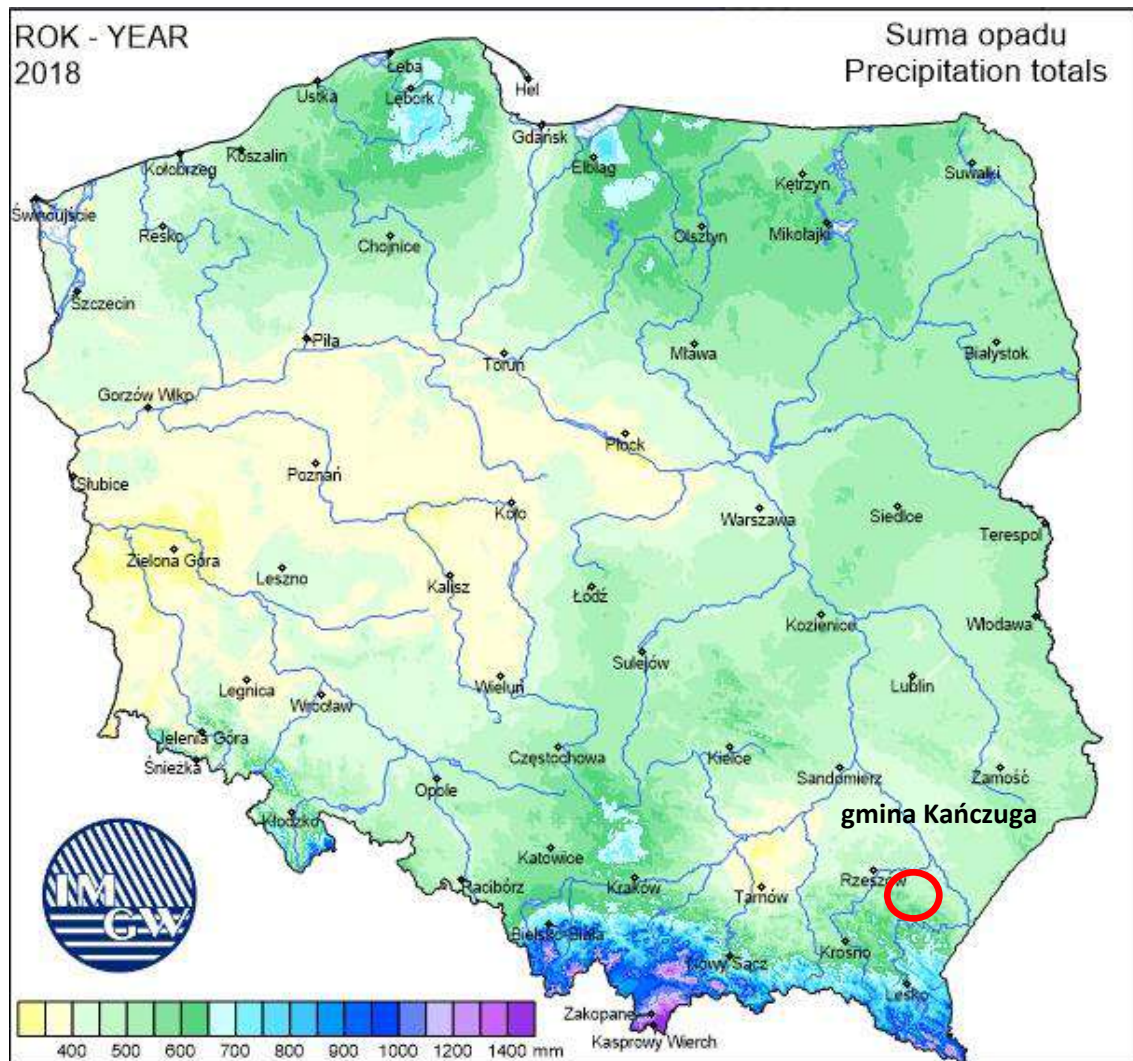 ROK - YEAR
2018
Suma opadu
Precipitation totals
Łeba
Ustka
Lębork
Hel
Gdańsk
Koszalin
Kołobrzeg
Elbląg
Kętrzyn
Suwałki
Świnoujście
Resko
Chojnice
Olsztyn
Mikołajki
Szczecin
Piła
Toruń
Mława
Białystok
Gorzów Wlkp.
Płock
Słubice
Poznań
Koło
Warszawa
Siedlce
Terespol
Zielona Góra
Leszno
Kalisz
Łódź
Kozienice
Włodawa
Sulejów
Legnica
Wrocław
Wieluń
Lublin
Jelenia Góra
Śnieżka
Częstochowa
Kielce
Sandomierz
Zamość
Opole
Kłodzko
gmina Kańczuga
Katowice
Racibórz
Kraków
Tarnów
Rzeszów
Bielsko-Biała
Nowy Sącz
Krosno
Lesko
Zakopane
Kasprowy Wierch
IM
GW
400 500 600 700 800 900 1000 1200 1400 mm